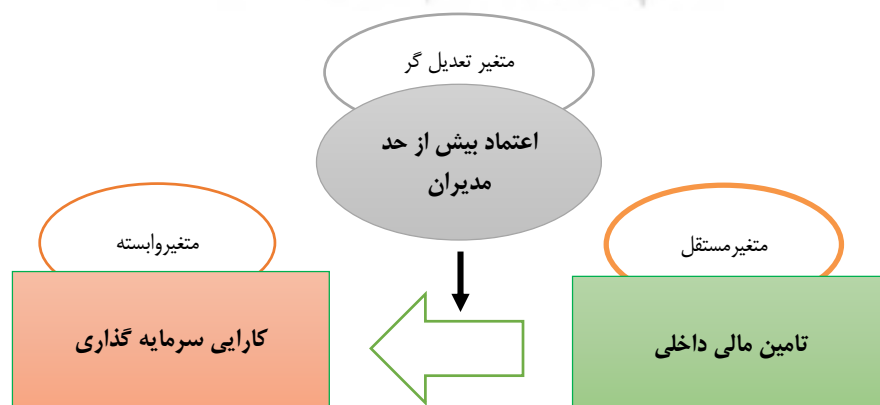 متغیر تعدیل گر
اعتماد بیش از حد
مدیران
متغیرمستقل
متغیروابسته
تامین مالی داخلی
کارایی سرمایه گذاری